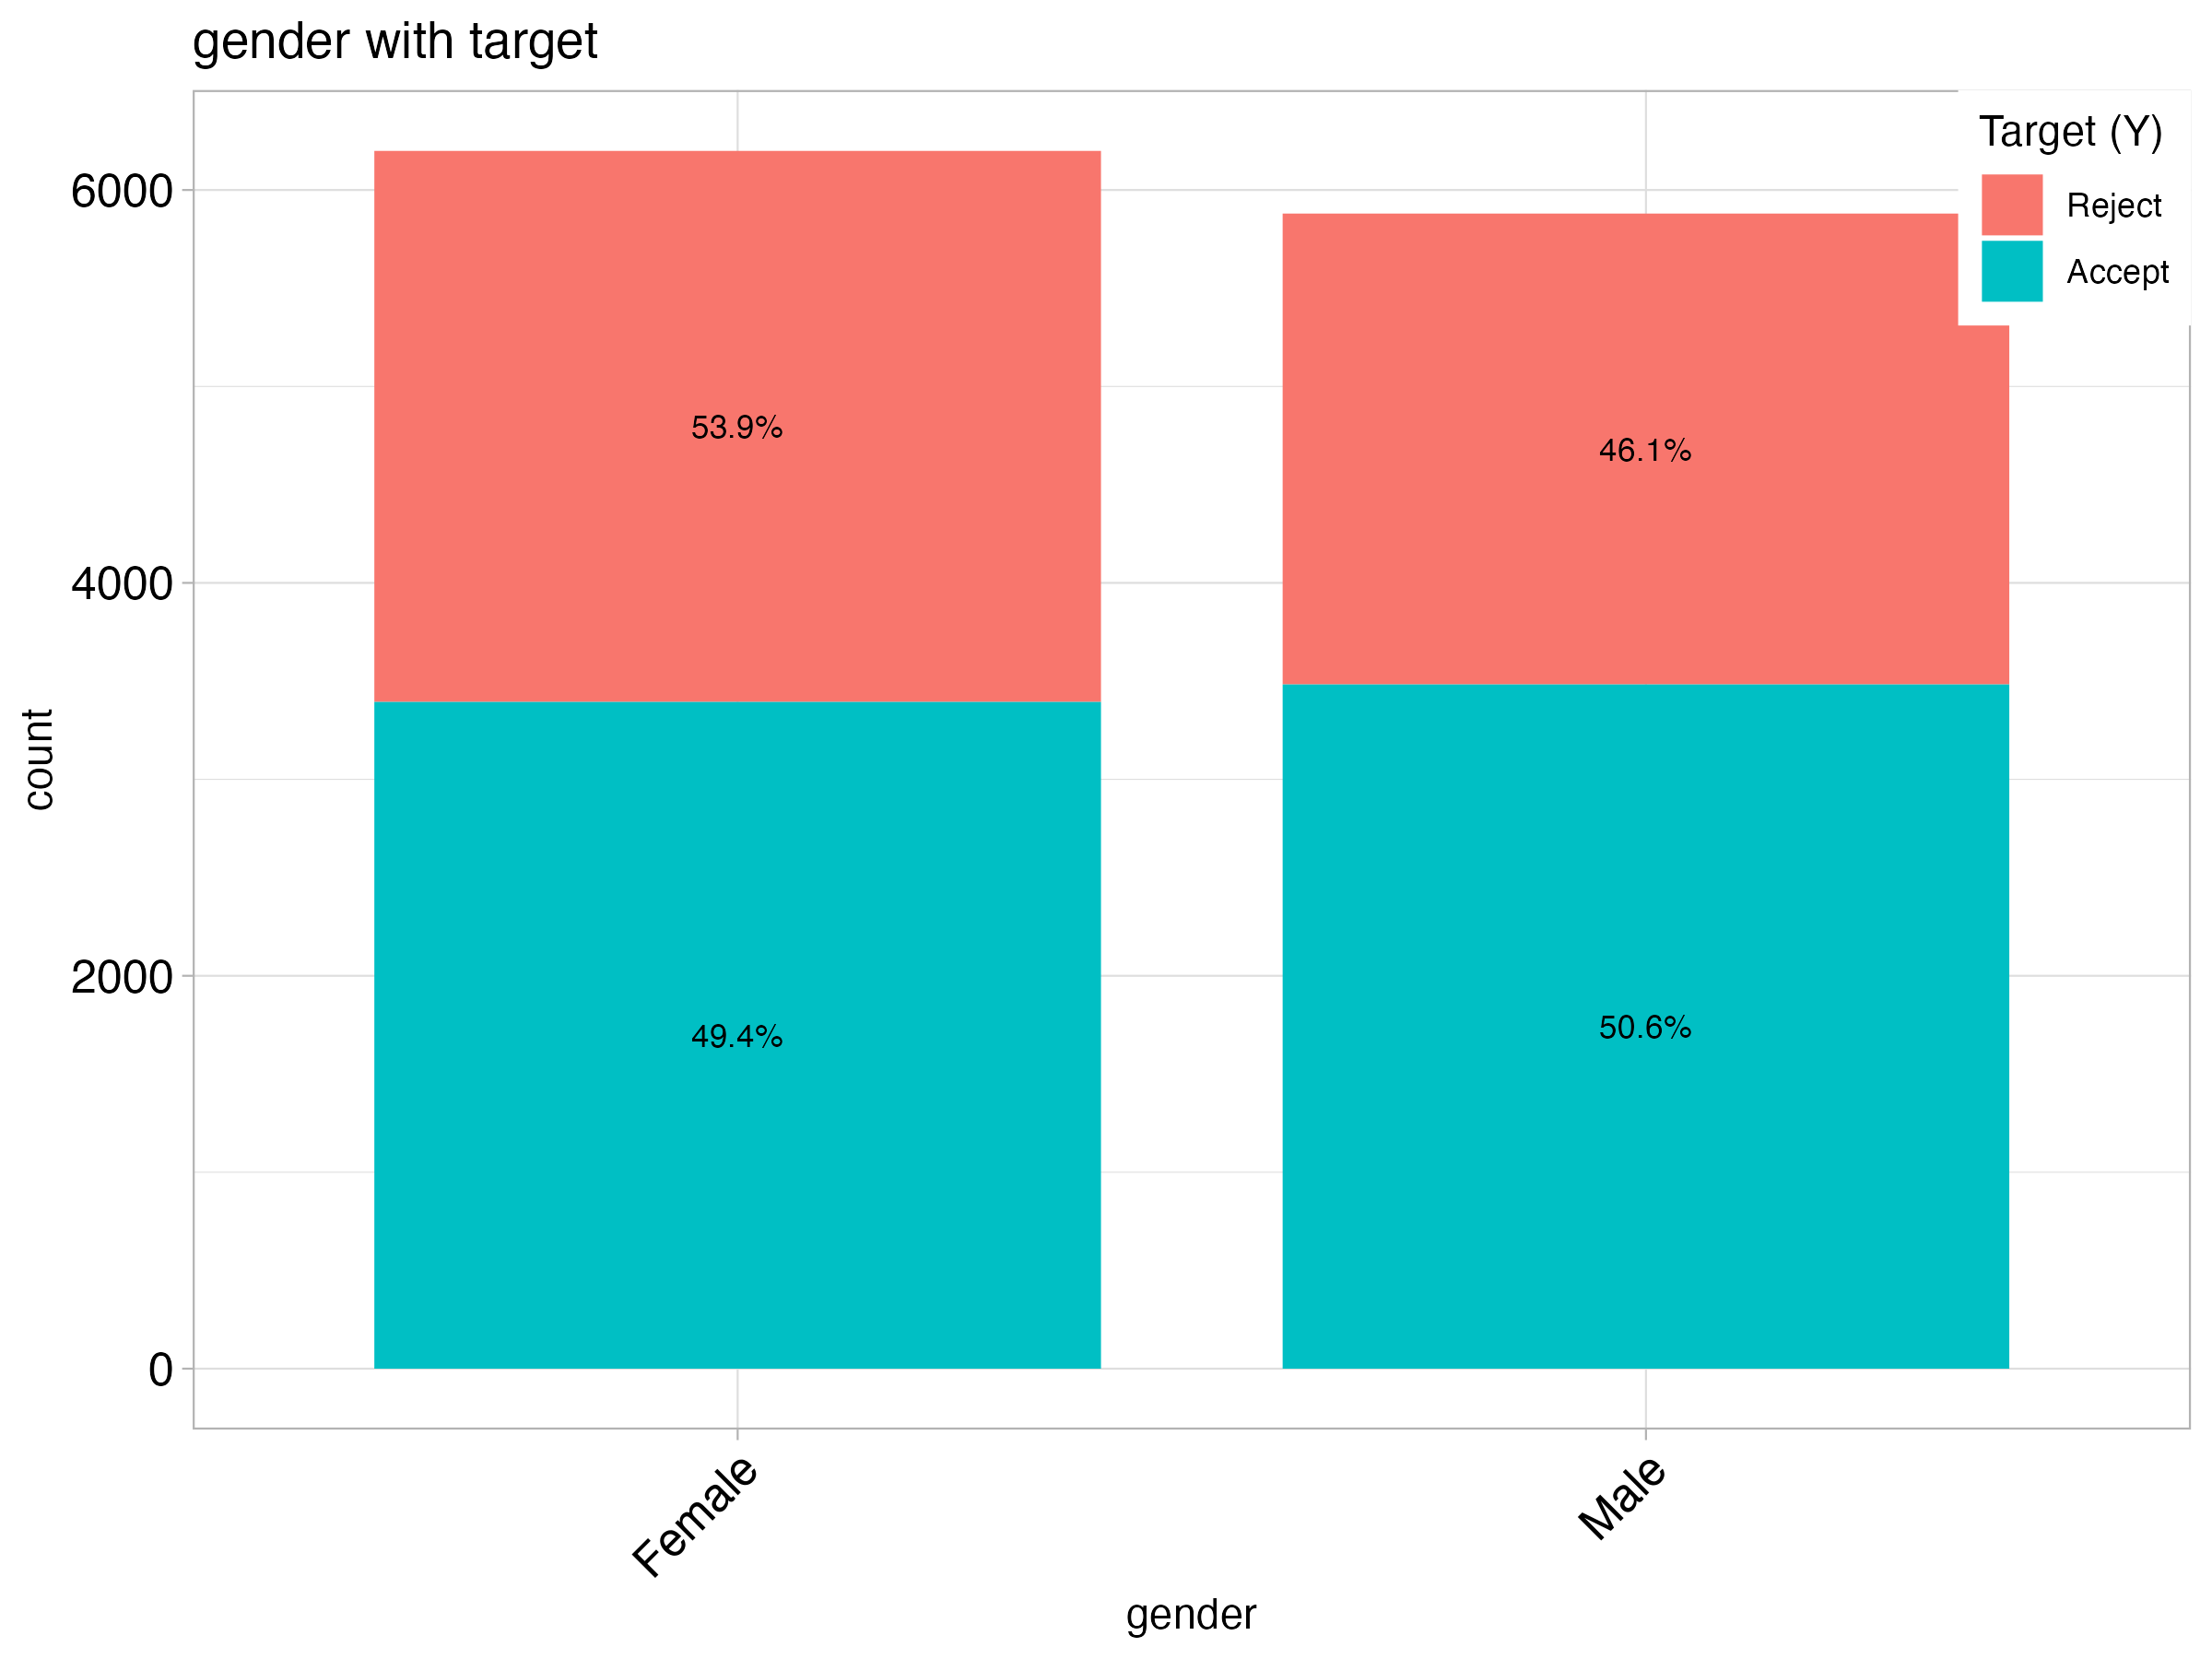 gender with target
Target (Y)
Reject
Accept
6000
4000
2000
0
count
53.9%
46.1%
49.4%
50.6%
Female
Male
gender